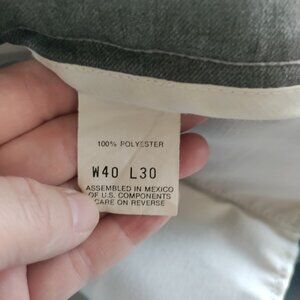 100% POLYESTER
W40 L30
ASSEMBLED IN MEXICO
OF U.S. COMPONENTS
CARE ON REVERSE